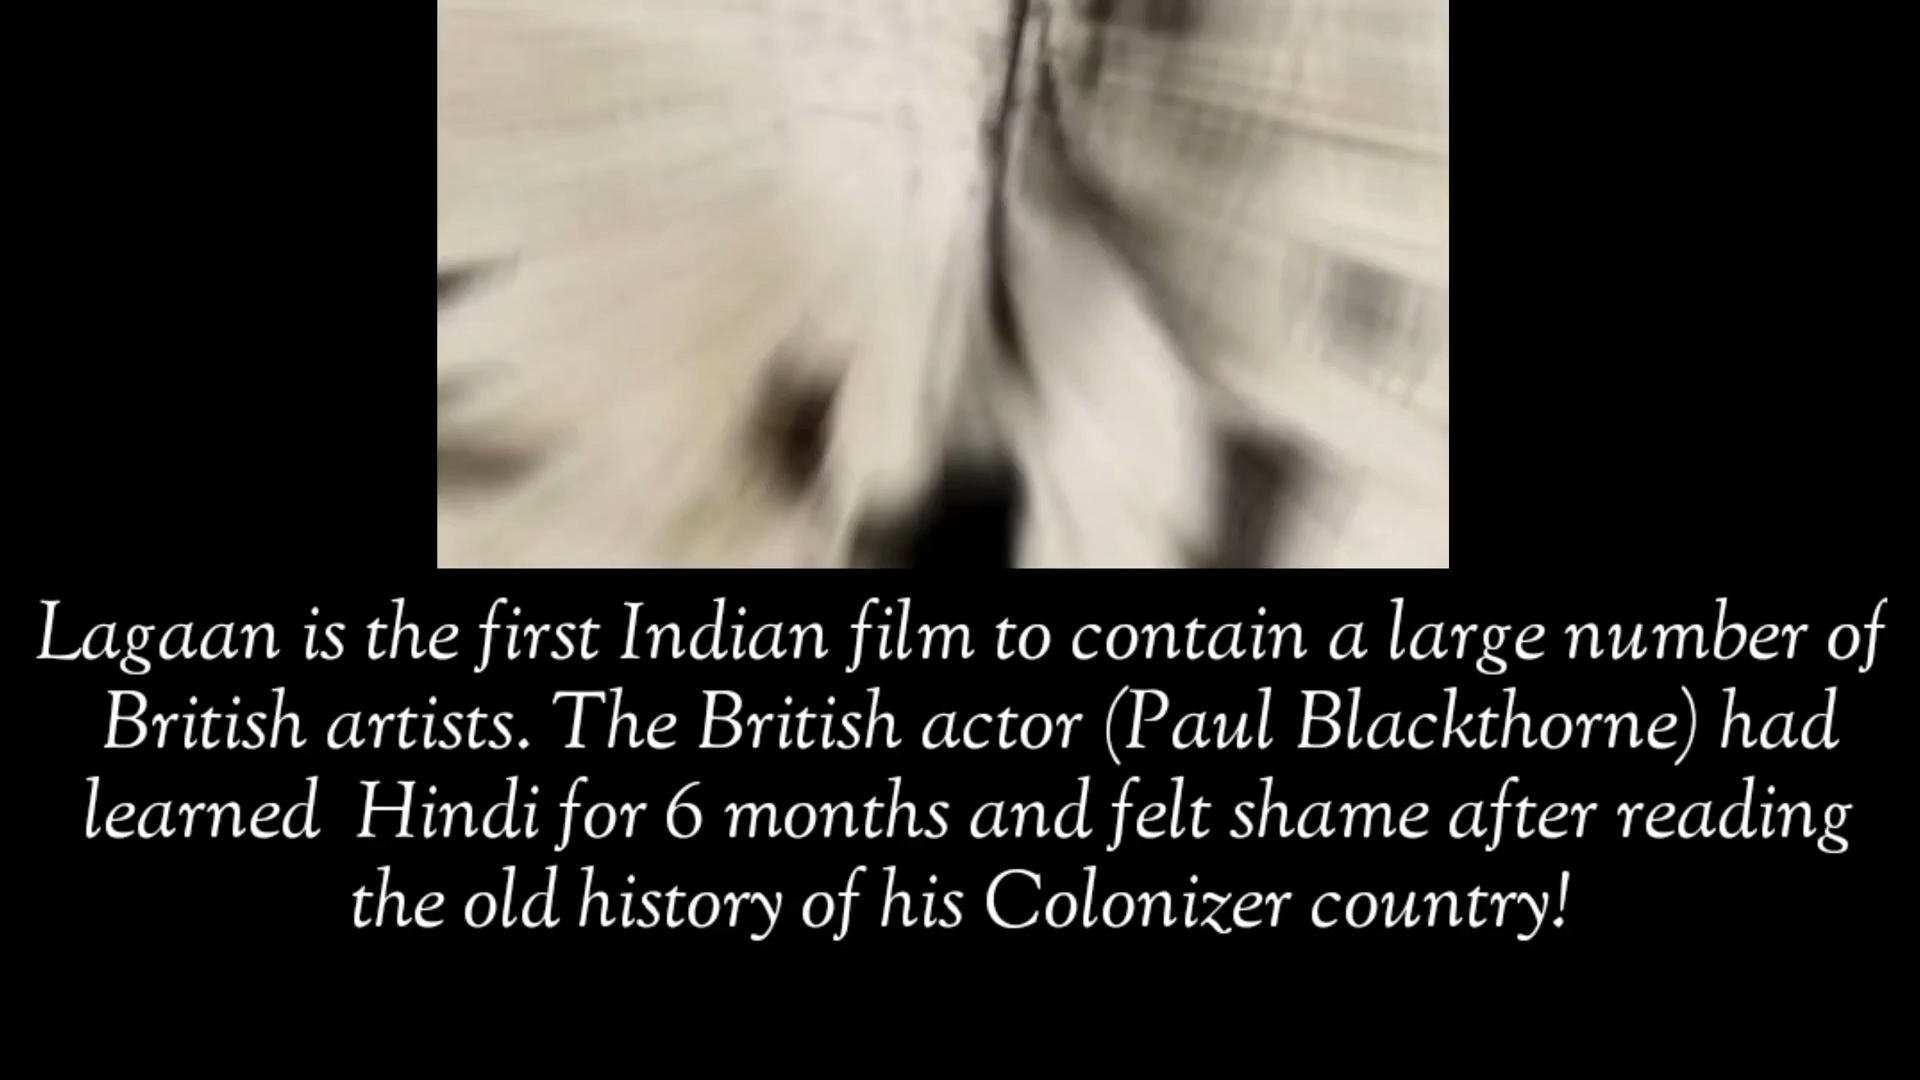 Lagaan is the first Indian film to contain a large number of
British artists. The British actor (Paul Blackthorne) had
learned  Hindi for 6 months and felt shame after reading
the old history of his Colonizer country!